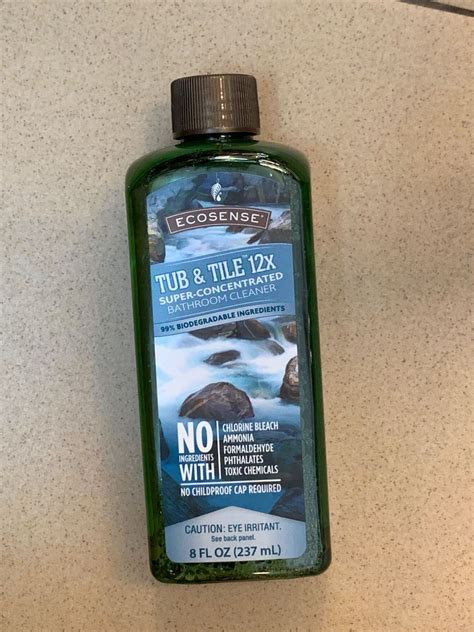 ECOSENSE®
TUB & TILE™ 12X
SUPER-CONCENTRATED
BATHROOM CLEANER
99% BIODEGRADABLE INGREDIENTS
NO INGREDIENTS WITH
CHLORINE BLEACH
AMMONIA
FORMALDEHYDE
PHTHALATES
TOXIC CHEMICALS
NO CHILDPROOF CAP REQUIRED
CAUTION: EYE IRRITANT.
See back panel.
8 FL OZ (237 mL)